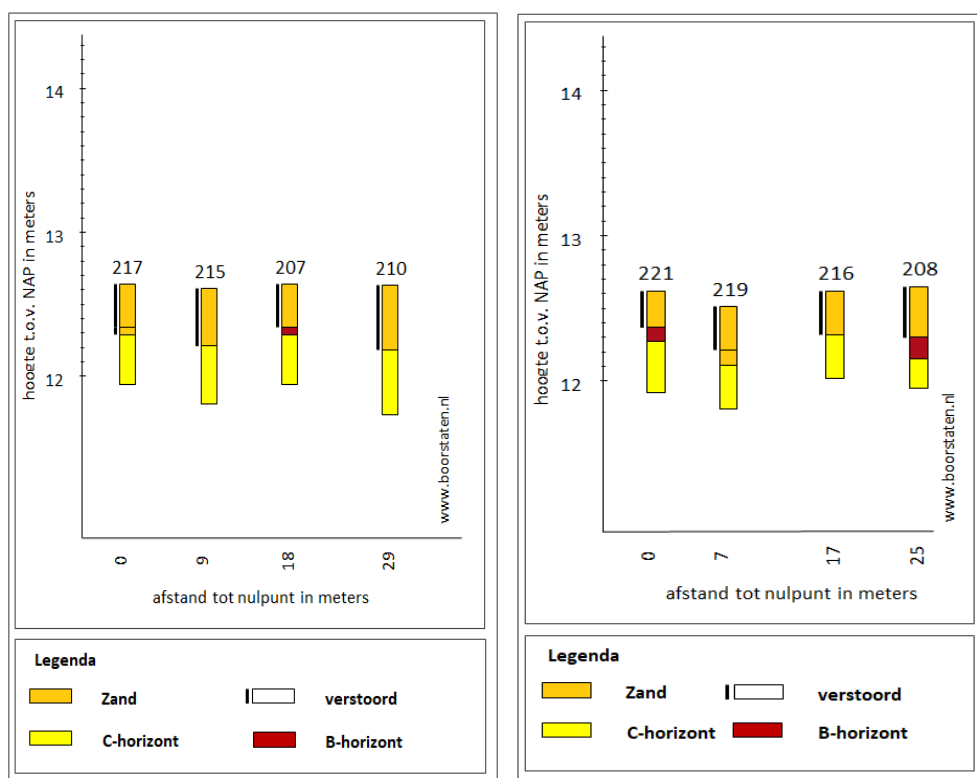 14
13
12
hoogte t.o.v. NAP in meters
217
215
207
210
www.boorstaten.nl
0
9
18
29
afstand tot nulpunt in meters
Legenda
Zand
verstoord
C-horizont
B-horizont
14
13
12
hoogte t.o.v. NAP in meters
221
219
216
208
www.boorstaten.nl
0
7
17
25
afstand tot nulpunt in meters
Legenda
Zand
verstoord
C-horizont
B-horizont